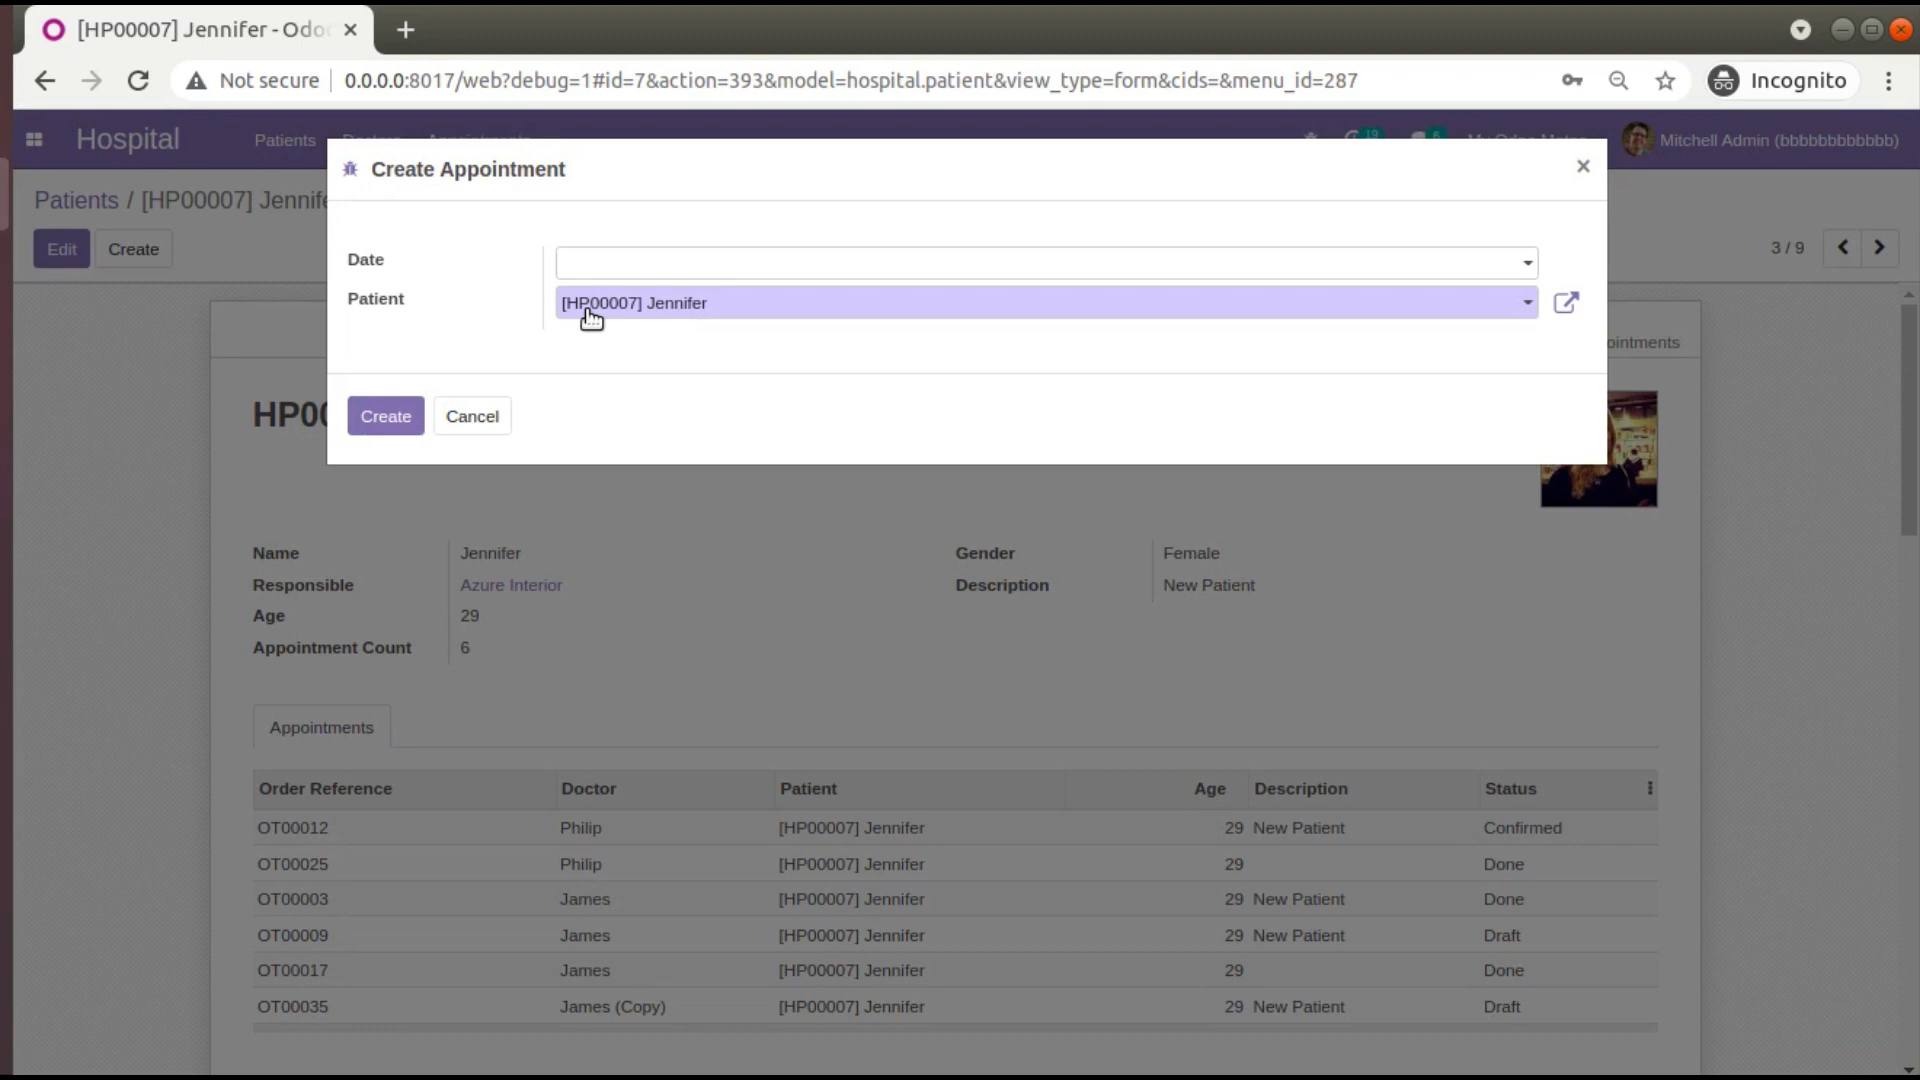 [HP00007] Jennifer - Odoo
Not secure 0.0.0.0:8017/web?debug=1#id=7&action=393&model=hospital.patient&view_type=form&cids=&menu_id=287 Incognito
Hospital Patients 19 6 Mitchell Admin (bbbbbbbbbbbb)
Create Appointment ×
Patients / [HP00007] Jennife
Edit Create 3 / 9
Date
Patient [HP00007] Jennifer
ointments
Create Cancel
HP00
Name Jennifer Gender Female
Responsible Azure Interior Description New Patient
Age 29
Appointment Count 6
Appointments
Order Reference Doctor Patient Age Description Status
OT00012 Philip [HP00007] Jennifer 29 New Patient Confirmed
OT00025 Philip [HP00007] Jennifer 29 Done
OT00003 James [HP00007] Jennifer 29 New Patient Done
OT00009 James [HP00007] Jennifer 29 New Patient Draft
OT00017 James [HP00007] Jennifer 29 Done
OT00035 James (Copy) [HP00007] Jennifer 29 New Patient Draft